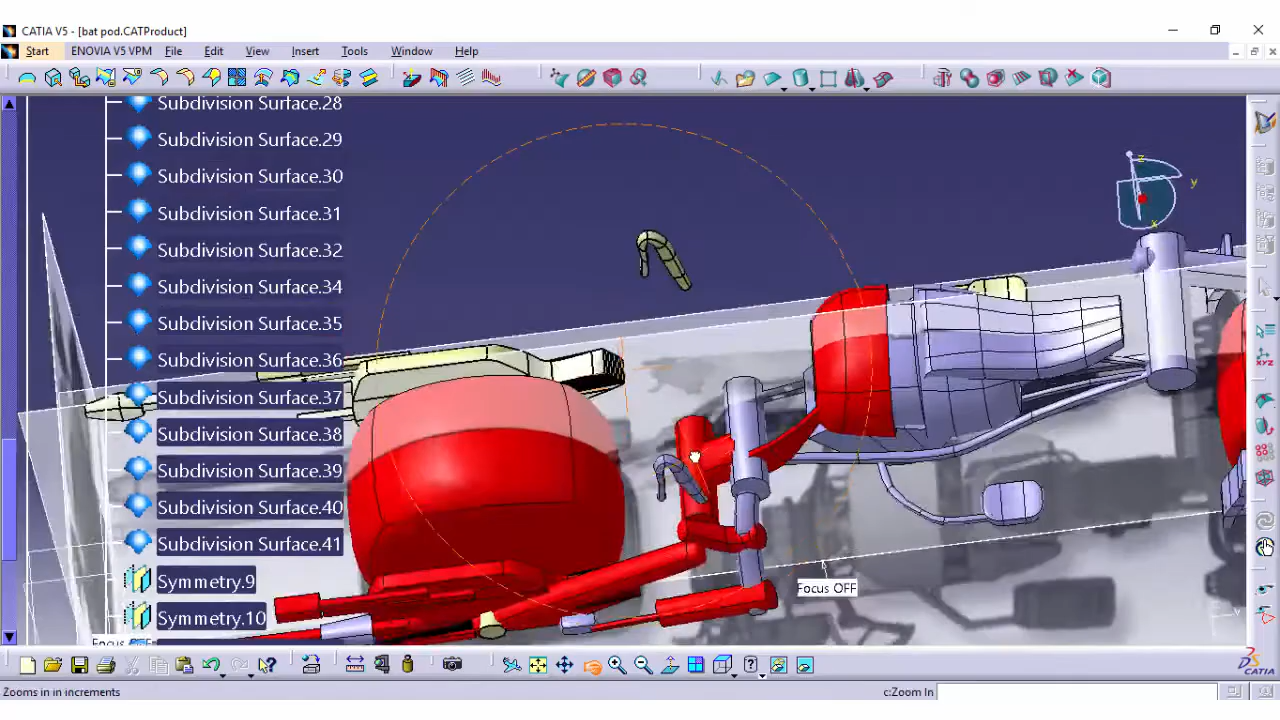 CATIA V5 - [bat pod.CATProduct]
Start ENOVIA V5 VPM File Edit View Insert Tools Window Help
Subdivision Surface.28
Subdivision Surface.29
Subdivision Surface.30
Subdivision Surface.31
Subdivision Surface.32
Subdivision Surface.34
Subdivision Surface.35
Subdivision Surface.36
Subdivision Surface.37
Subdivision Surface.38
Subdivision Surface.39
Subdivision Surface.40
Subdivision Surface.41
Symmetry.9
Symmetry.10
z
y
x
Focus OFF
CATIA
Zooms in in increments
c:Zoom In